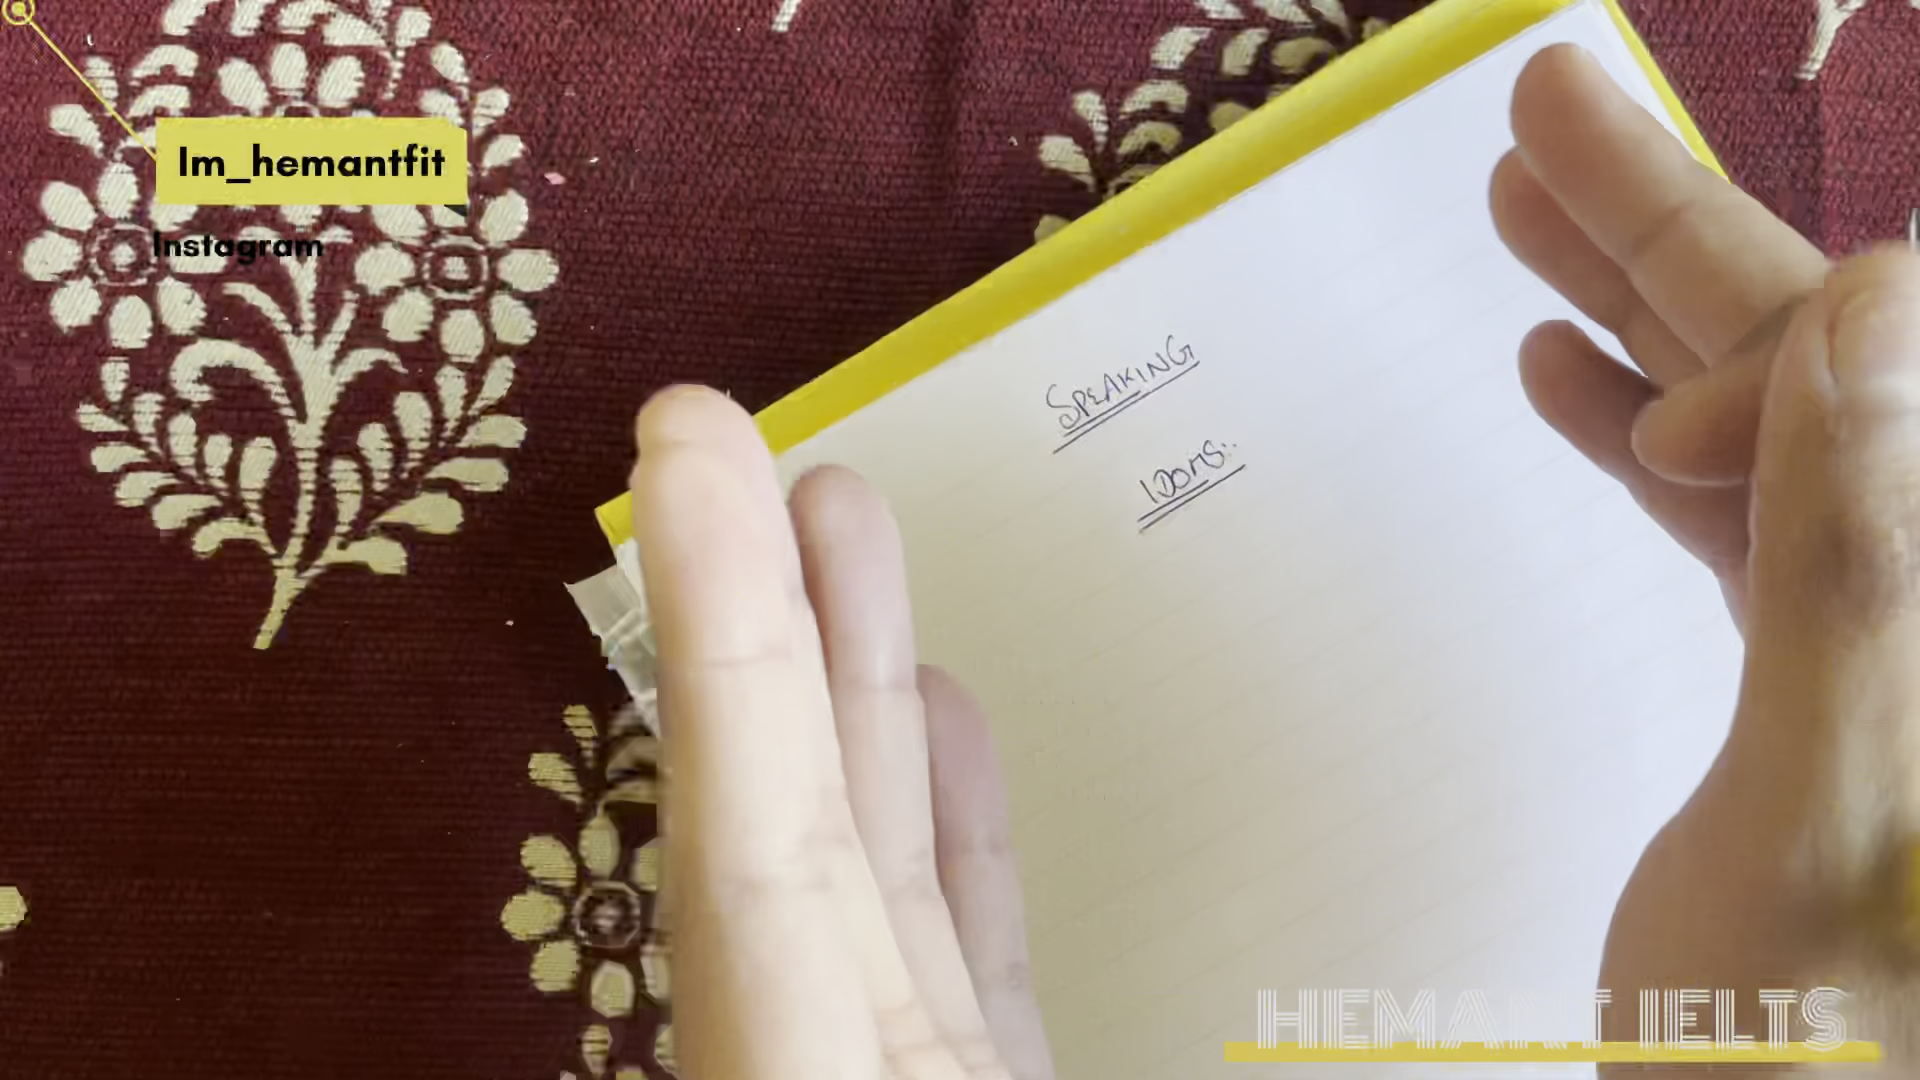 Im_hemantfit
Instagram
SPEAKING
IDOMS:
HEMANT IELTS